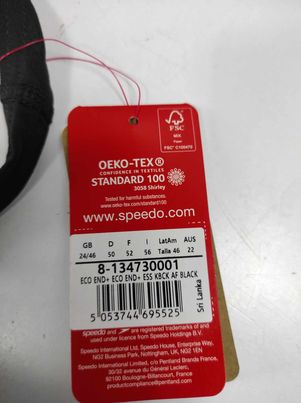 FSC
MIX
Paper
FSC® C109470
OEKO-TEX®
CONFIDENCE IN TEXTILES
STANDARD 100
3058 Shirley
Tested for harmful substances.
www.oeko-tex.com/standard100
www.speedo.com
GB D F I LatAm AUS
24/46 50 52 56 Talla 46 22
8-134730001
ECO END+ ECO END+ ESS KBCK AF BLACK
5 053744 695525
Sri Lanka
speedo and are registered trademarks of and
used under licence from Speedo Holdings B.V.
Speedo International Ltd, Speedo House, Enterprise Way,
NG2 Business Park, Nottingham, UK, NG2 1EN
Speedo International Limited, c/o Pentland Brands France,
30/32 avenue du Général Leclerc,
92100 Boulogne-Billancourt, France
productcompliance@pentland.com